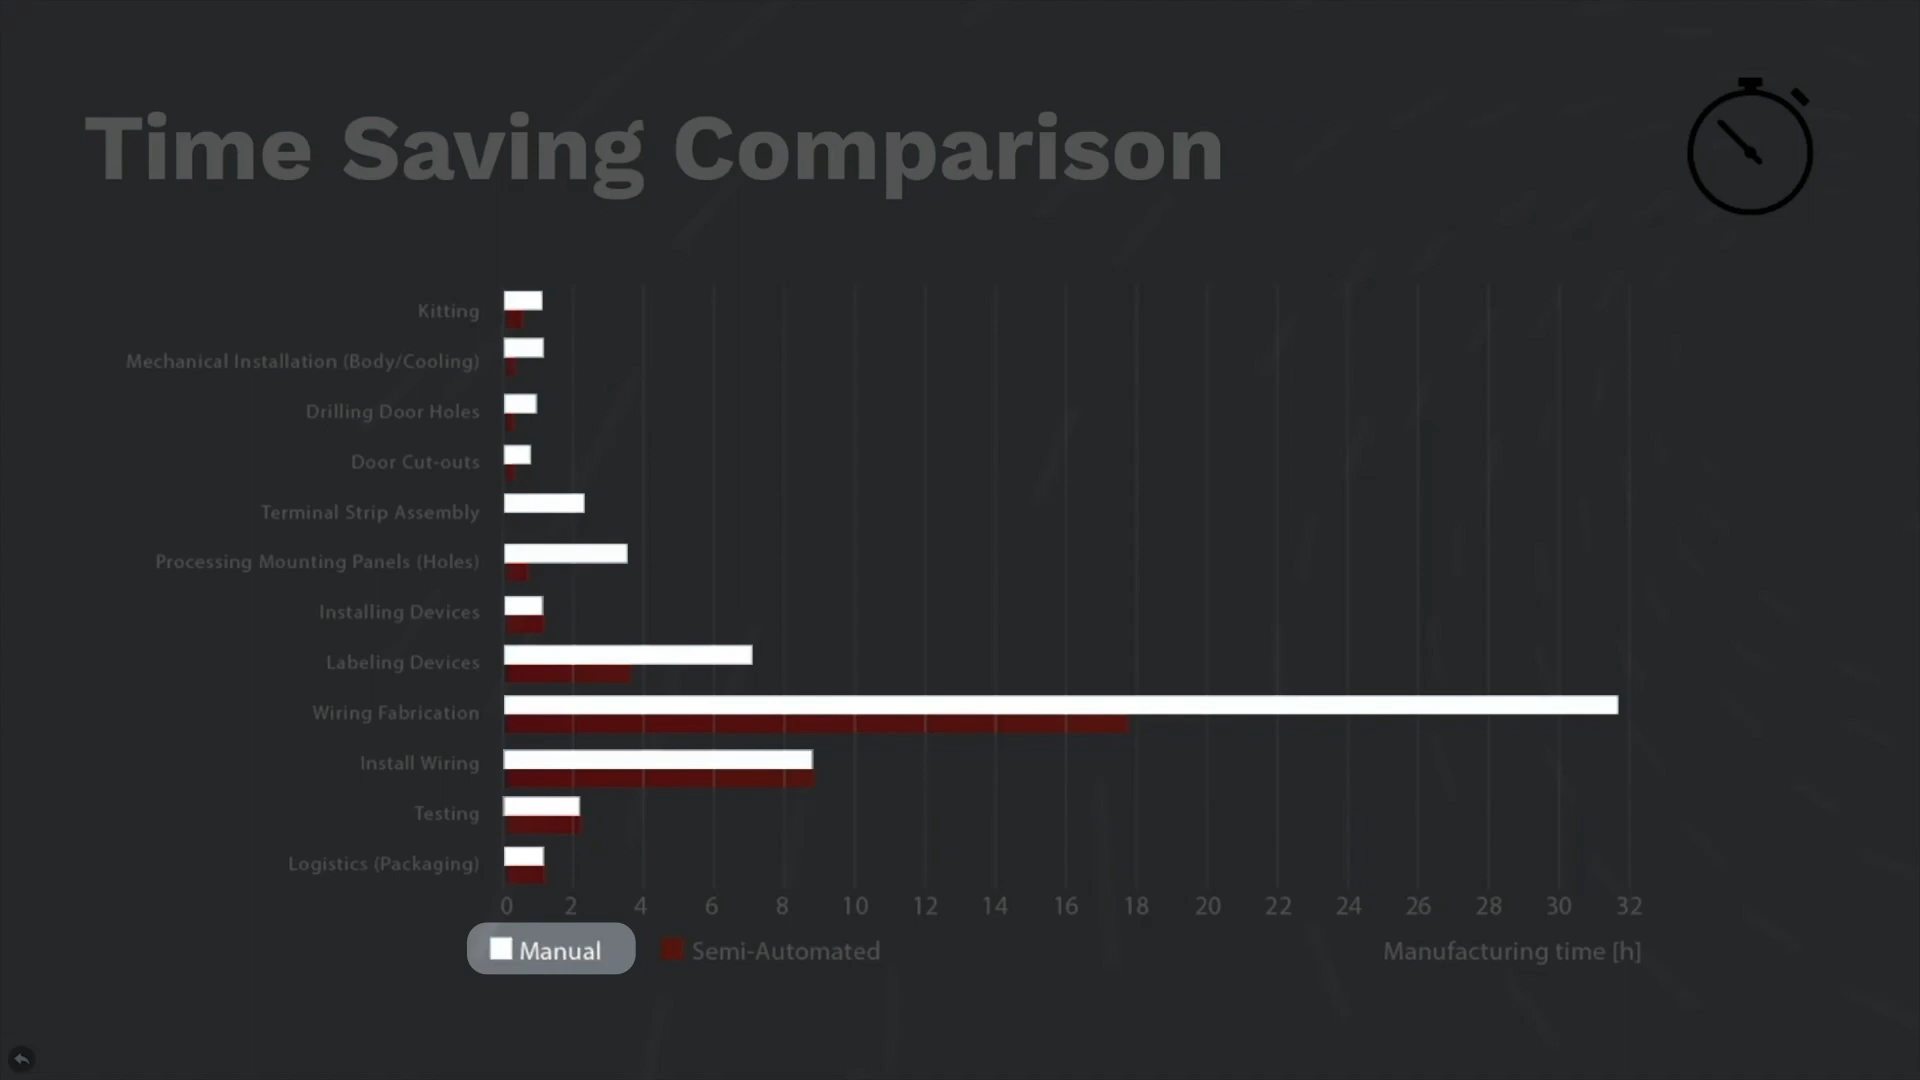 Time Saving Comparison
Kitting
Mechanical Installation (Body/Cooling)
Drilling Door Holes
Door Cut-outs
Terminal Strip Assembly
Processing Mounting Panels (Holes)
Installing Devices
Labeling Devices
Wiring Fabrication
Install Wiring
Testing
Logistics (Packaging)
0 2 4 6 8 10 12 14 16 18 20 22 24 26 28 30 32
Manual Semi-Automated Manufacturing time [h]